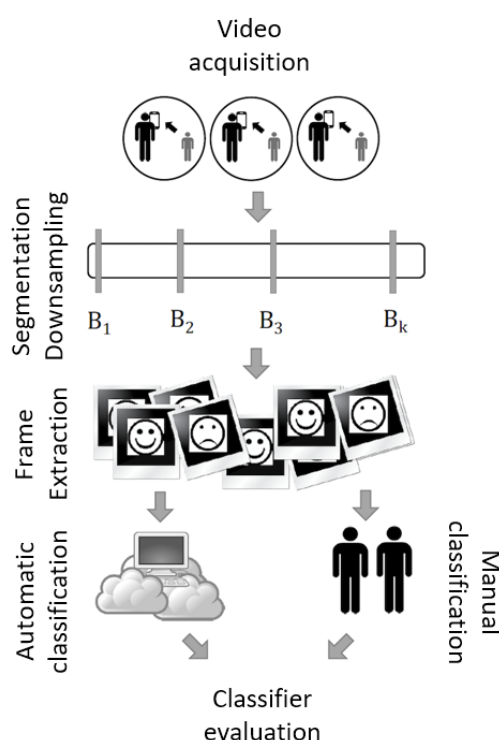 Video
acquisition
Segmentation
Downsampling
B₁ B₂ B₃ Bₖ
Frame
Extraction
Automatic
classification
Manual
classification
Classifier
evaluation